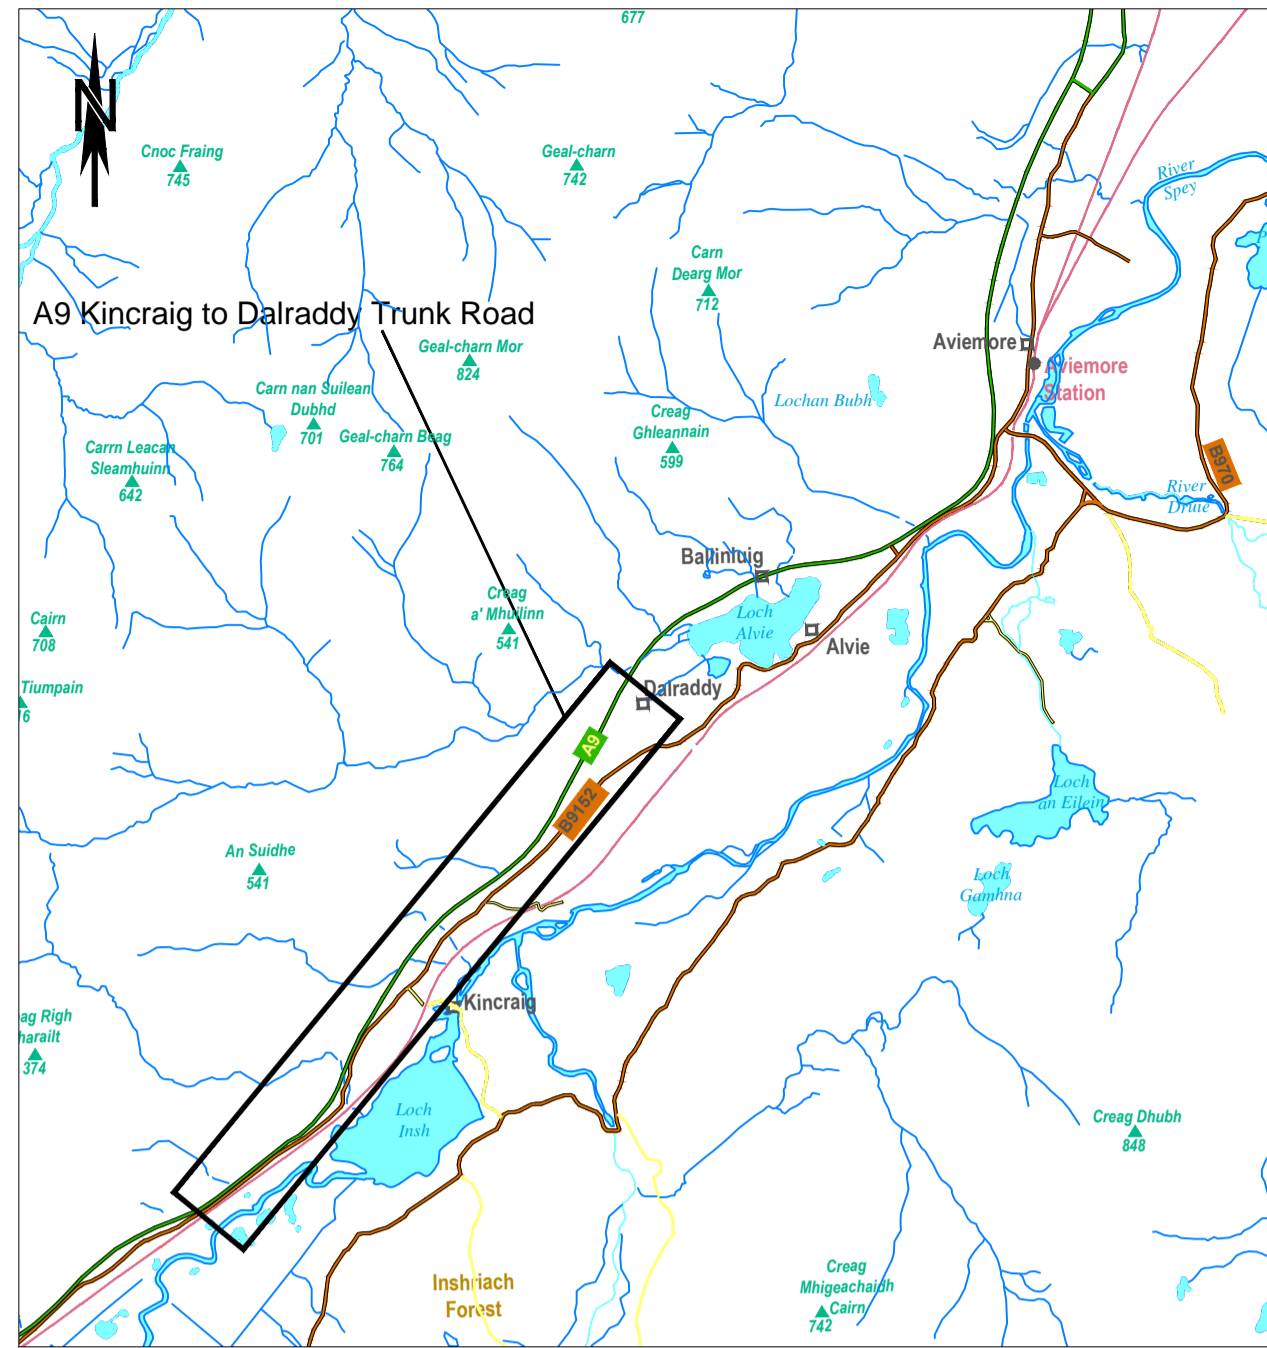 677
N
Cnoc Fraing
745
Geal-charn
742
River
Spey
Carn
Dearg Mor
712
A9 Kincraig to Dalraddy Trunk Road
Geal-charn Mor
824
Aviemore
Aviemore
Station
Carn nan Suilean
Dubhd
701
Lochan Bubh
Geal-charn Beag
764
Creag
Ghleannain
599
Carrn Leacan
Sleamhuinn
642
B970
River
Druie
Ballinluig
Creag
a' Mhuilinn
541
Loch
Alvie
Alvie
Cairn
708
Tiumpain
16
Dalraddy
A9
B9152
Loch
an Eilein
An Suidhe
541
Loch
Gamhna
Kincraig
ag Righ
harailt
374
Loch
Insh
Creag Dhubh
848
Inshriach
Forest
Creag
Mhigeachaidh
Cairn
742